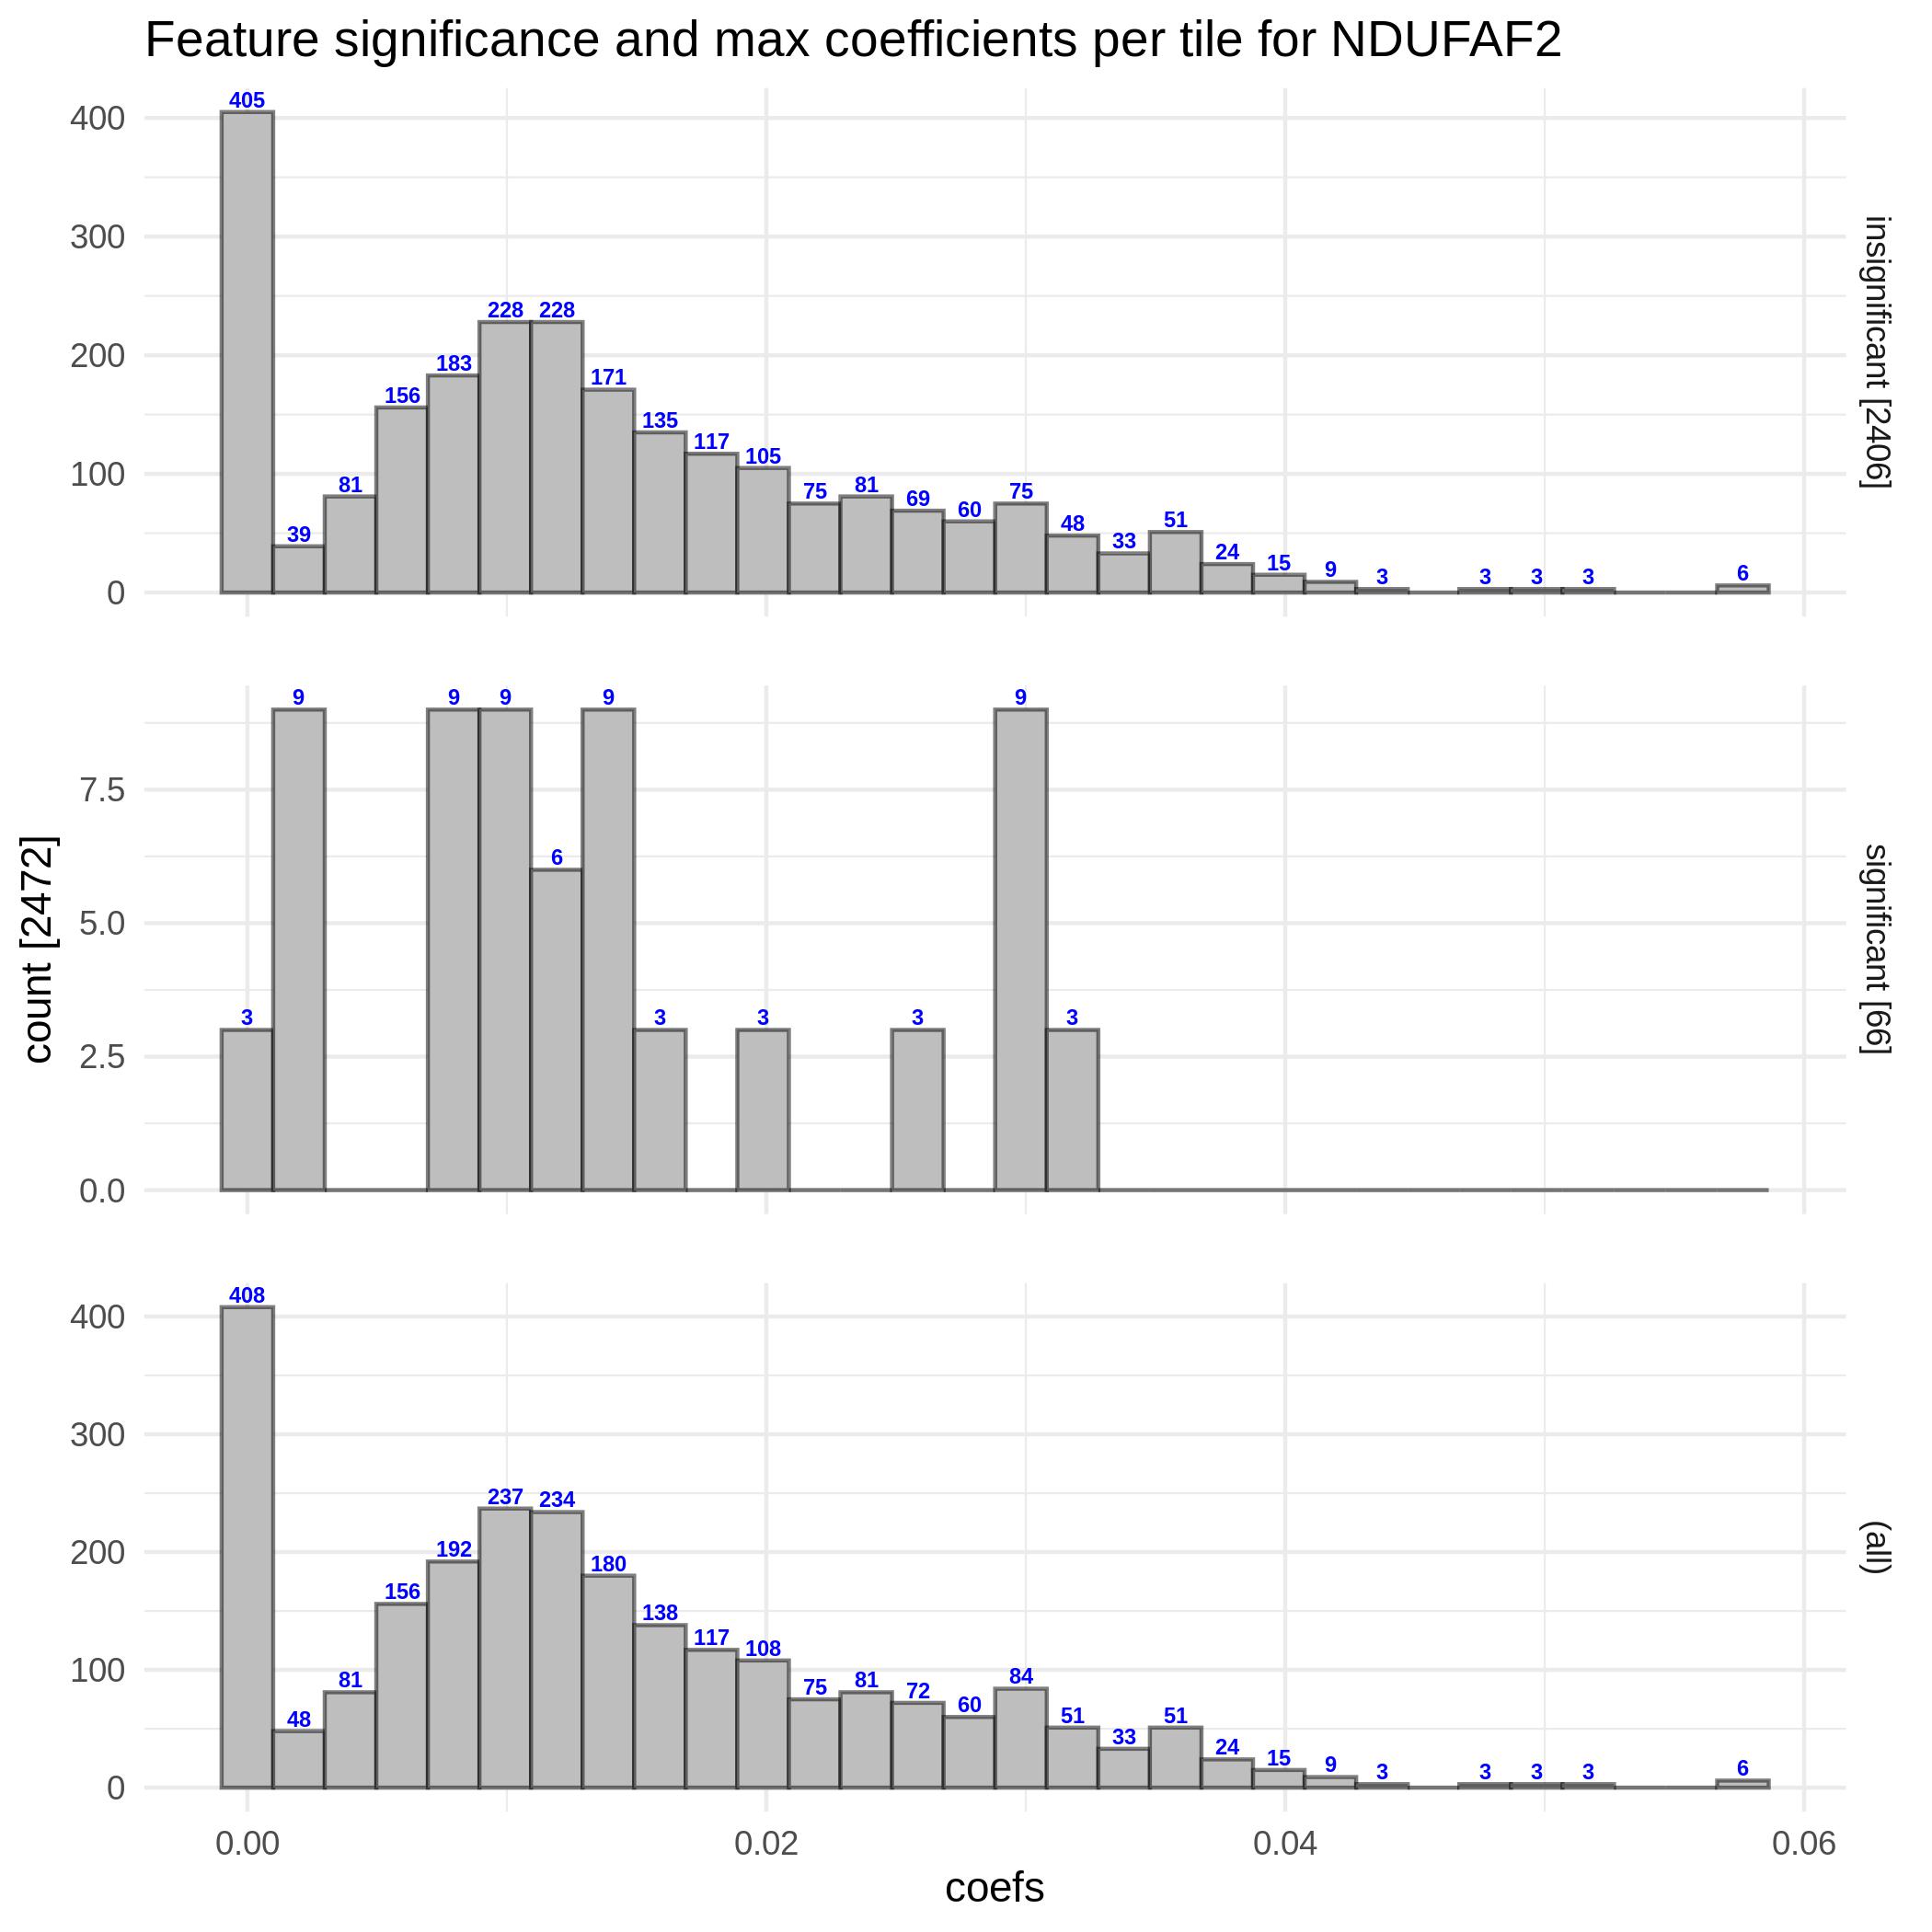 Feature significance and max coefficients per tile for NDUFAF2
405 39 81 156 183 228 228 171 135 117 105 75 81 69 60 75 48 33 51 24 15 9 3 3 3 3 6
400
300
200
100
0
insignificant [2406]
3 9 9 9 6 9 3 3 3 9 3
7.5
5.0
2.5
0.0
significant [66]
count [2472]
408 48 81 156 192 237 234 180 138 117 108 75 81 72 60 84 51 33 51 24 15 9 3 3 3 3 6
400
300
200
100
0
(all)
0.00 0.02 0.04 0.06
coefs